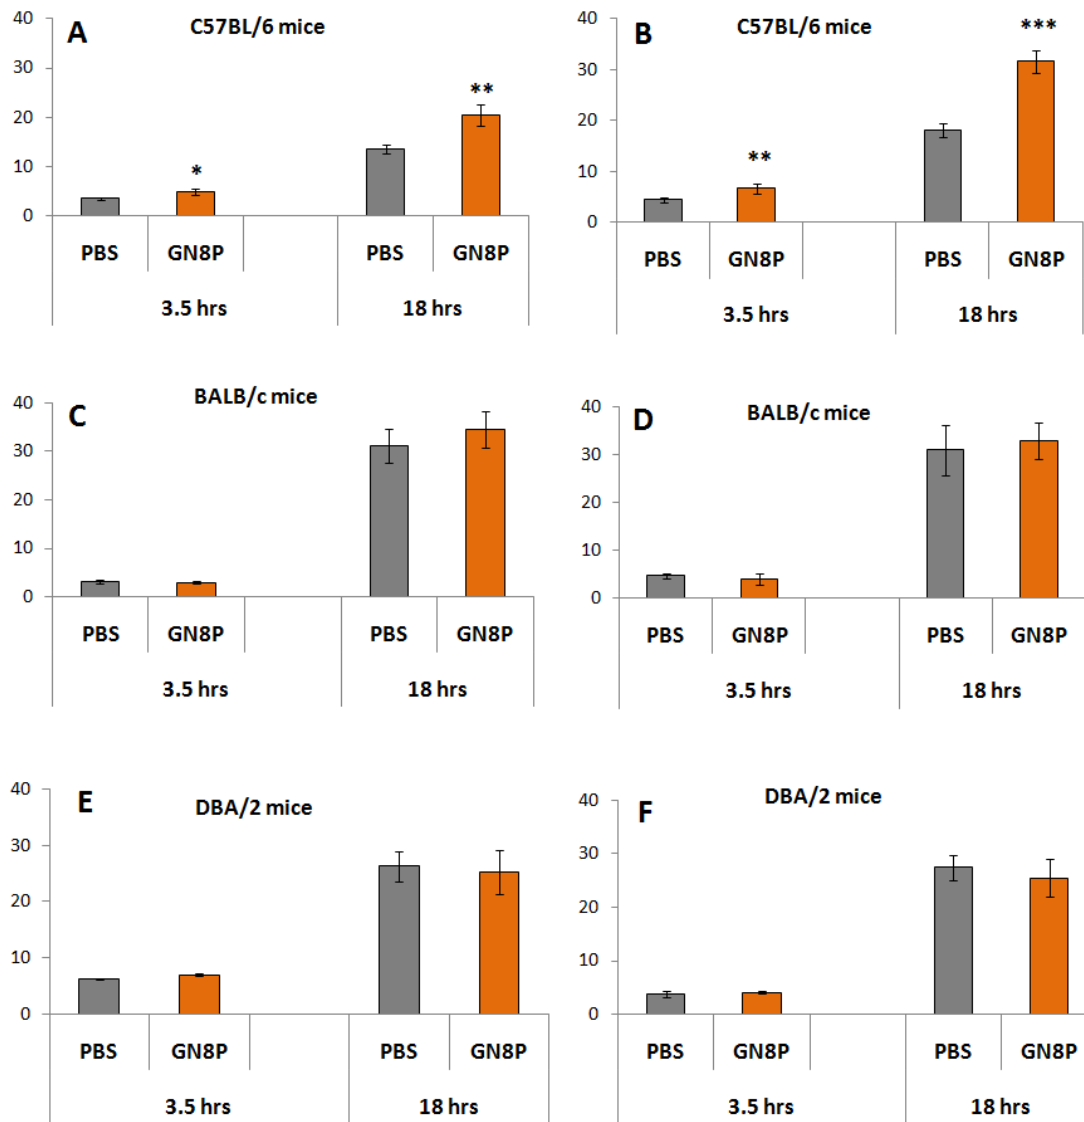 A C57BL/6 mice
40
30
20
10
0
*
**
PBS GN8P PBS GN8P
3.5 hrs 18 hrs
B C57BL/6 mice
40
30
20
10
0
**
***
PBS GN8P PBS GN8P
3.5 hrs 18 hrs
C BALB/c mice
40
30
20
10
0
PBS GN8P PBS GN8P
3.5 hrs 18 hrs
D BALB/c mice
40
30
20
10
0
PBS GN8P PBS GN8P
3.5 hrs 18 hrs
E DBA/2 mice
40
30
20
10
0
PBS GN8P PBS GN8P
3.5 hrs 18 hrs
F DBA/2 mice
40
30
20
10
0
PBS GN8P PBS GN8P
3.5 hrs 18 hrs